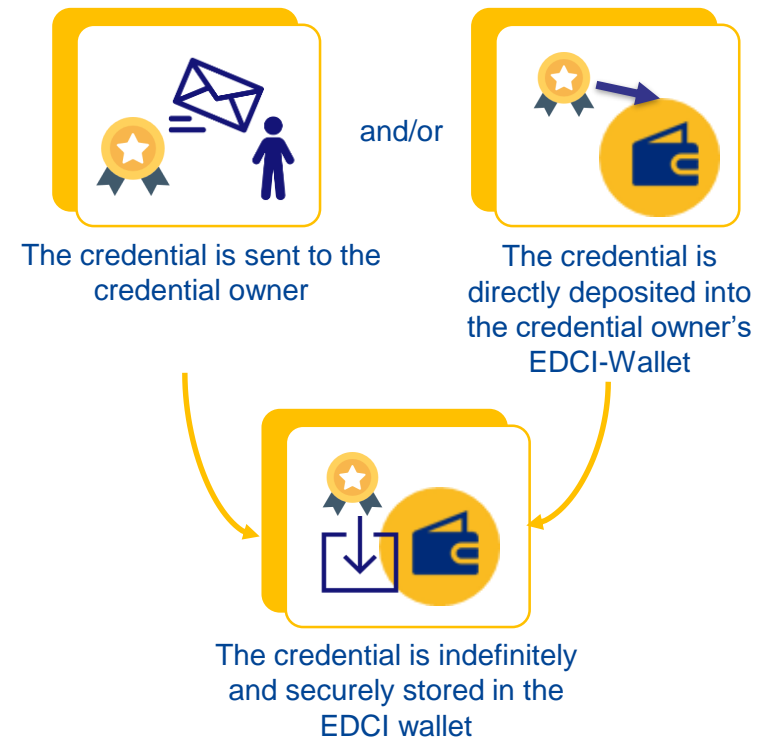 and/or
The credential is sent to the
credential owner
The credential is
directly deposited into
the credential owner’s
EDCI-Wallet
The credential is indefinitely
and securely stored in the
EDCI wallet